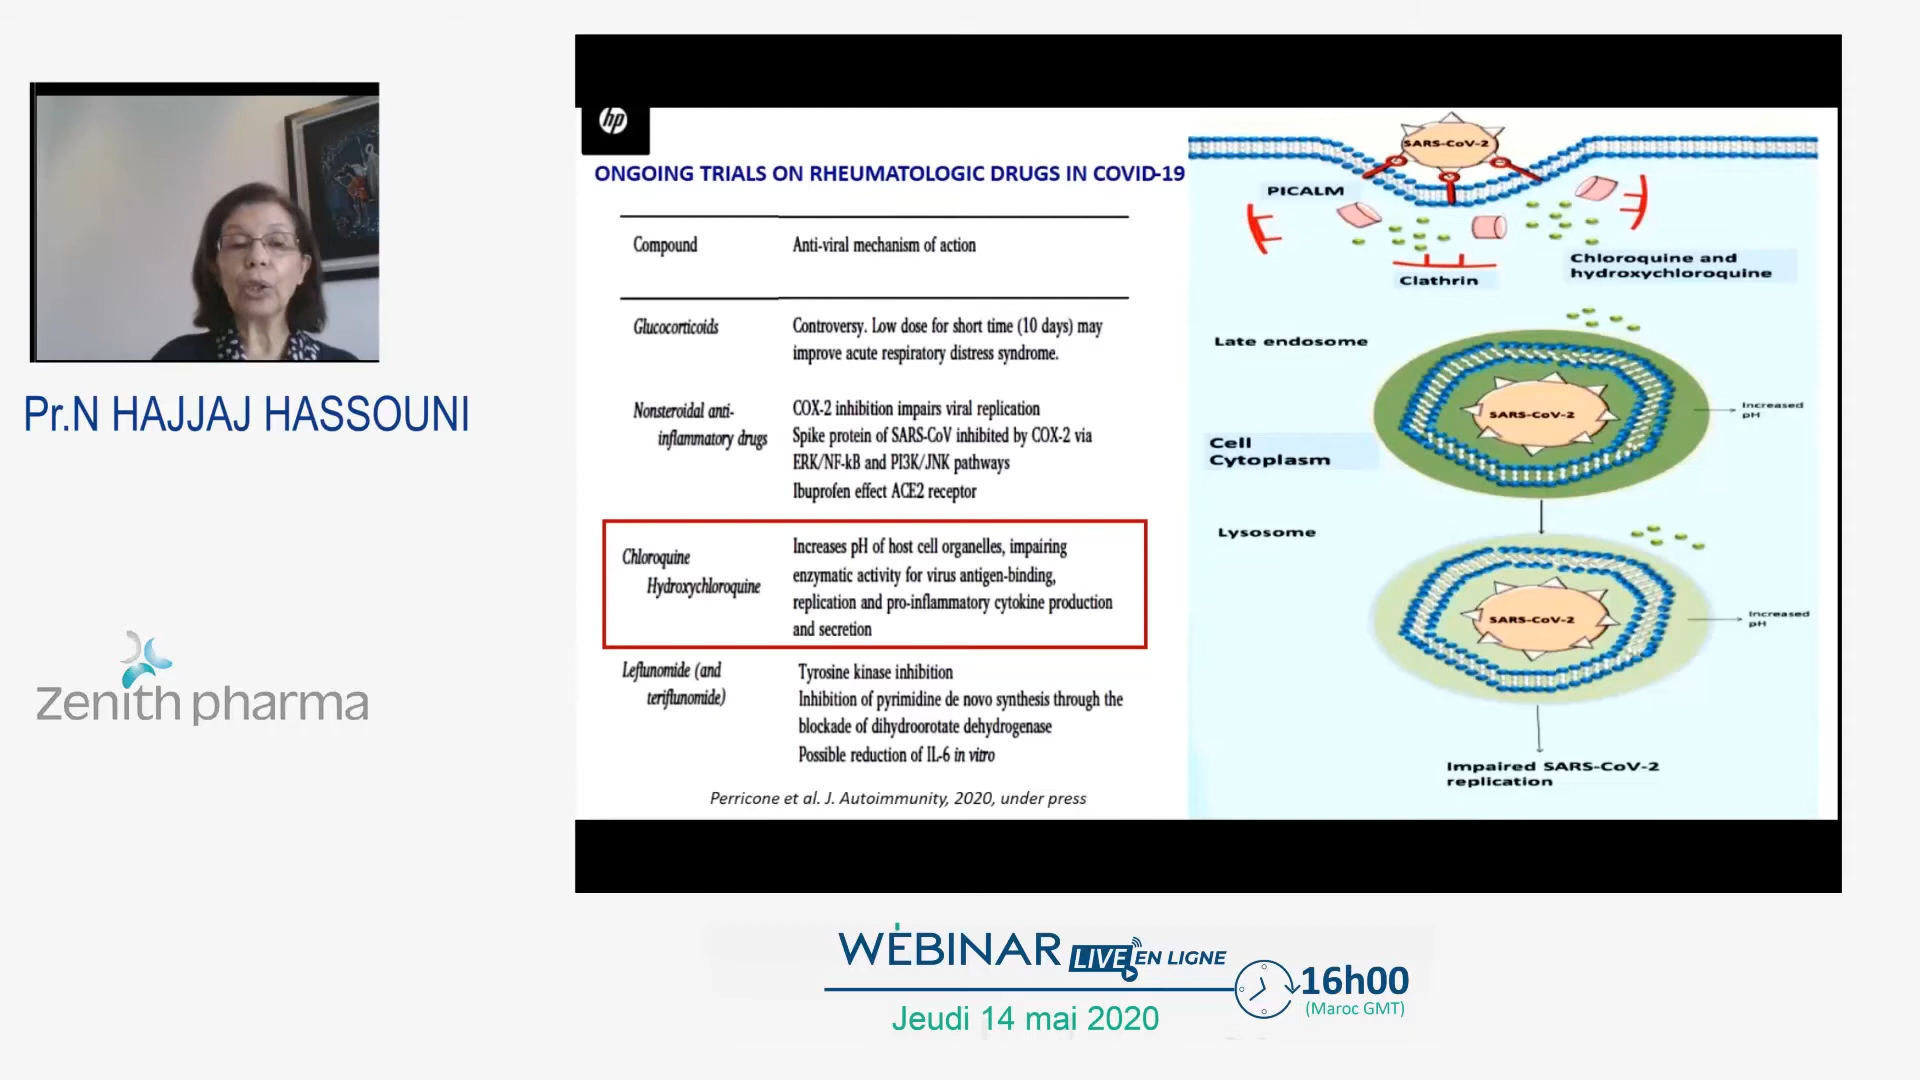 hp
ONGOING TRIALS ON RHEUMATOLOGIC DRUGS IN COVID-19
Compound
Anti-viral mechanism of action
Glucocorticoids
Controversy. Low dose for short time (10 days) may
improve acute respiratory distress syndrome.
Nonsteroidal anti-
inflammatory drugs
COX-2 inhibition impairs viral replication
Spike protein of SARS-CoV inhibited by COX-2 via
ERK/NF-kB and PI3K/JNK pathways
Ibuprofen effect ACE2 receptor
Chloroquine
Hydroxychloroquine
Increases pH of host cell organelles, impairing
enzymatic activity for virus antigen-binding,
replication and pro-inflammatory cytokine production
and secretion
Leflunomide (and
teriflunomide)
Tyrosine kinase inhibition
Inhibition of pyrimidine de novo synthesis through the
blockade of dihydroorotate dehydrogenase
Possible reduction of IL-6 in vitro
Perricone et al. J. Autoimmunity, 2020, under press
SARS-CoV-2
PICALM
Clathrin
Chloroquine and
hydroxychloroquine
Late endosome
SARS-CoV-2
Increased
pH
Cell
Cytoplasm
Lysosome
SARS-CoV-2
Increased
pH
Impaired SARS-CoV-2
replication
Pr.N HAJJAJ HASSOUNI
Zenith pharma
WEBINAR LIVE EN LIGNE
16h00
(Maroc GMT)
Jeudi 14 mai 2020